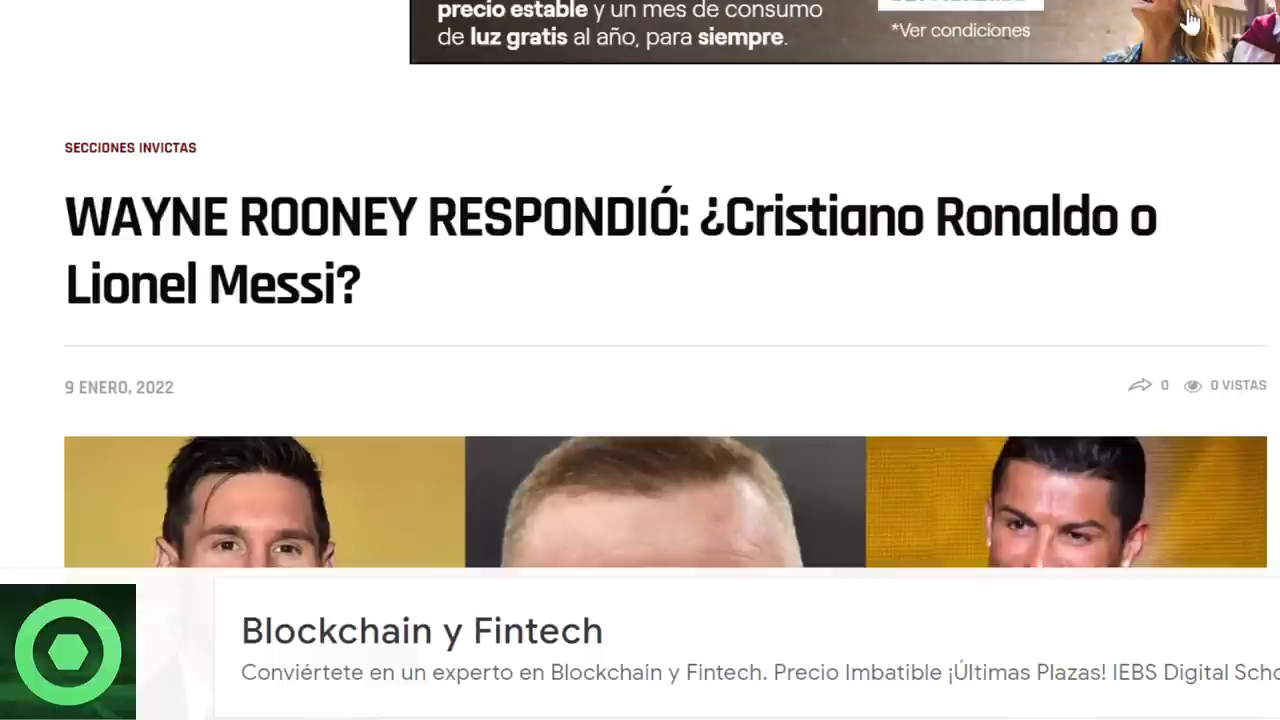 precio estable y un mes de consumo
de luz gratis al año, para siempre.
*Ver condiciones
SECCIONES INVICTAS
WAYNE ROONEY RESPONDIÓ: ¿Cristiano Ronaldo o
Lionel Messi?
9 ENERO, 2022
0 0 VISTAS
Blockchain y Fintech
Conviértete en un experto en Blockchain y Fintech. Precio Imbatible ¡Últimas Plazas! IEBS Digital